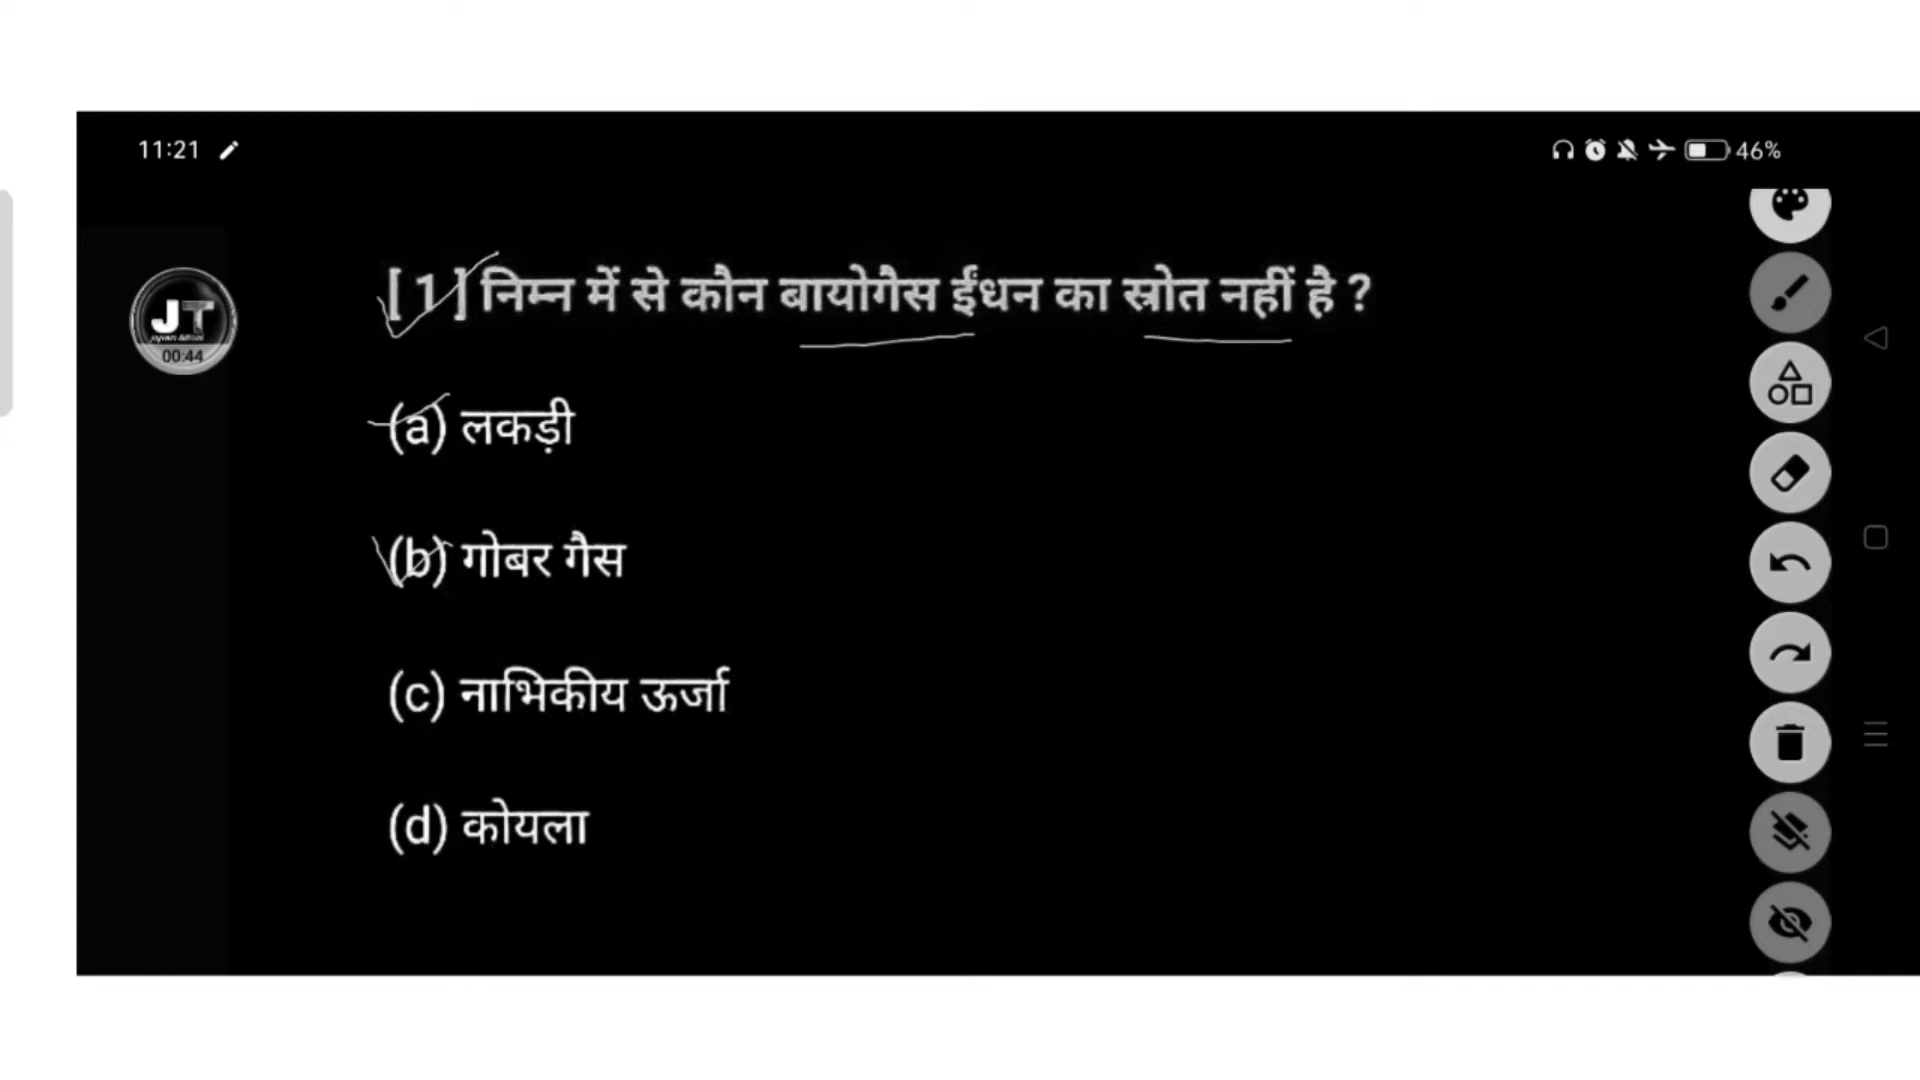 11:21
46%
JT
00:44
[ 1 ] निम्न में से कौन बायोगैस ईंधन का स्रोत नहीं है ?
(a) लकड़ी
(b) गोबर गैस
(c) नाभिकीय ऊर्जा
(d) कोयला